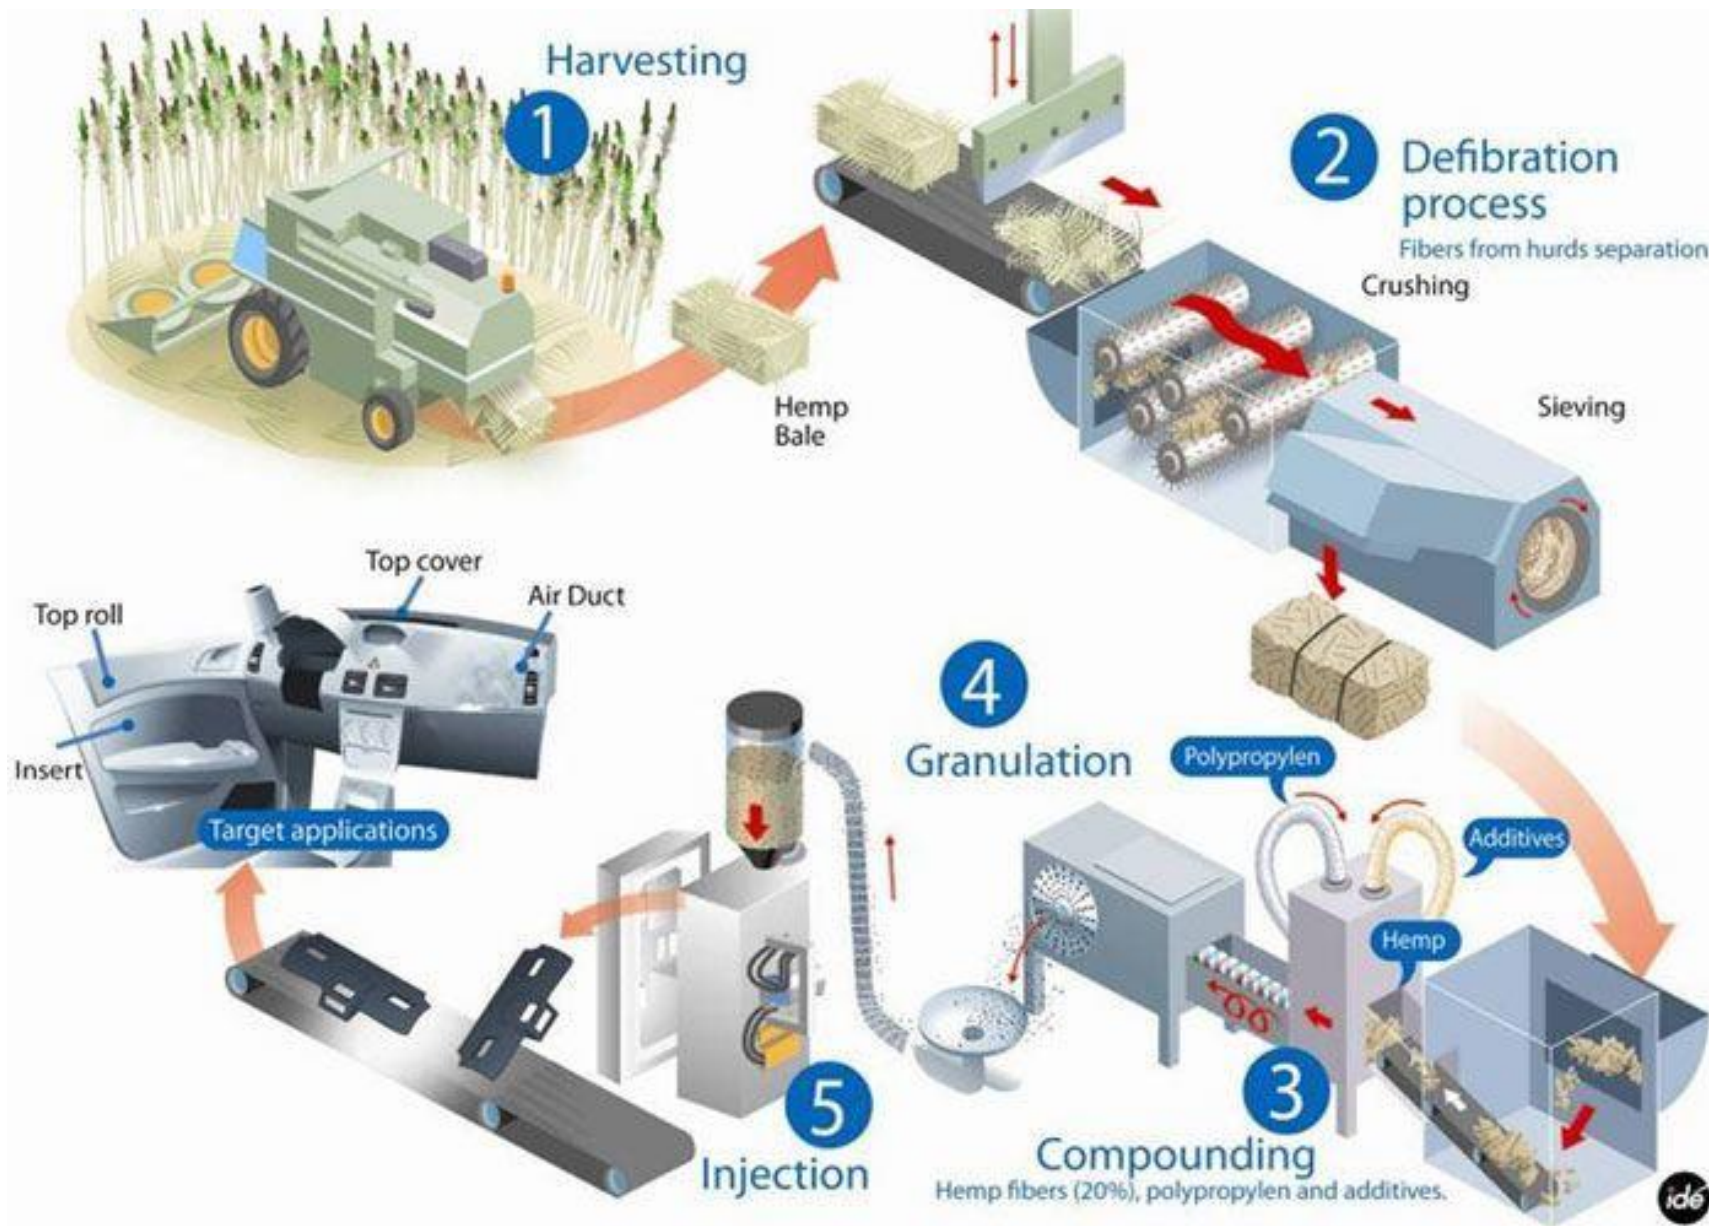 Harvesting
1
Hemp
Bale
2
Defibration
process
Fibers from hurds separation
Crushing
Sieving
3
Compounding
Hemp fibers (20%), polypropylen and additives.
Polypropylen
Additives
Hemp
4
Granulation
5
Injection
Target applications
Top cover
Air Duct
Top roll
Insert
idé